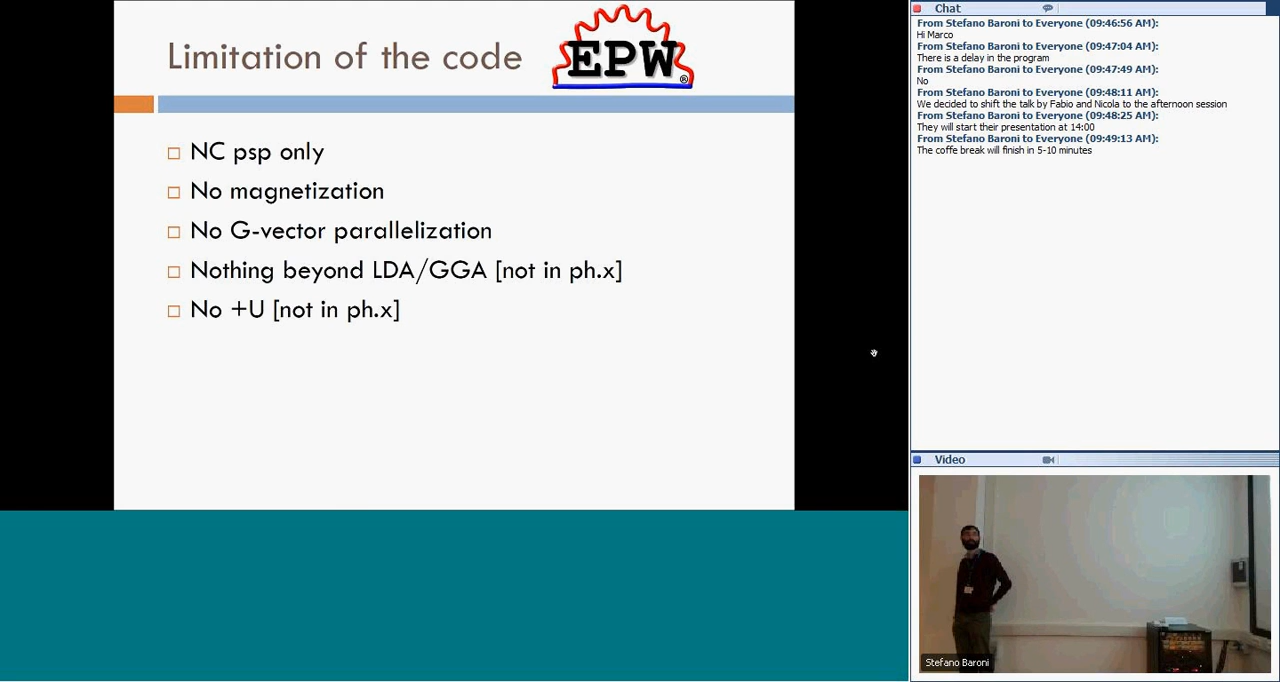 Limitation of the code
EPW®
NC psp only
No magnetization
No G-vector parallelization
Nothing beyond LDA/GGA [not in ph.x]
No +U [not in ph.x]
Chat
From Stefano Baroni to Everyone (09:46:56 AM):
Hi Marco
From Stefano Baroni to Everyone (09:47:04 AM):
There is a delay in the program
From Stefano Baroni to Everyone (09:47:49 AM):
No
From Stefano Baroni to Everyone (09:48:11 AM):
We decided to shift the talk by Fabio and Nicola to the afternoon session
From Stefano Baroni to Everyone (09:48:25 AM):
They will start their presentation at 14:00
From Stefano Baroni to Everyone (09:49:13 AM):
The coffe break will finish in 5-10 minutes
Video
Stefano Baroni